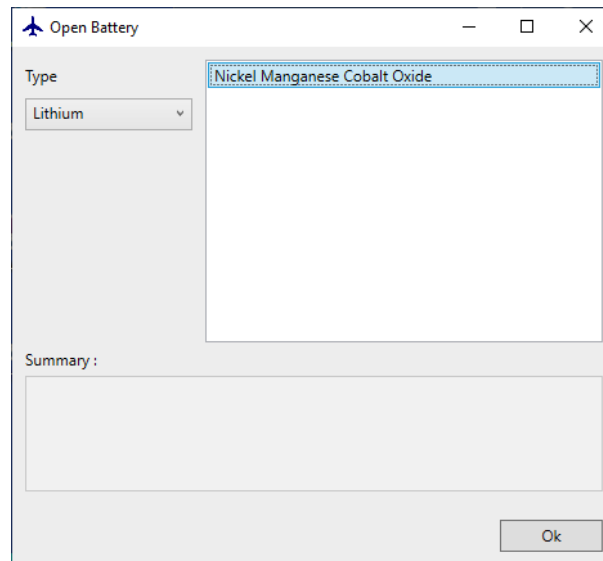 Open Battery
Type
Lithium
Nickel Manganese Cobalt Oxide
Summary :
Ok